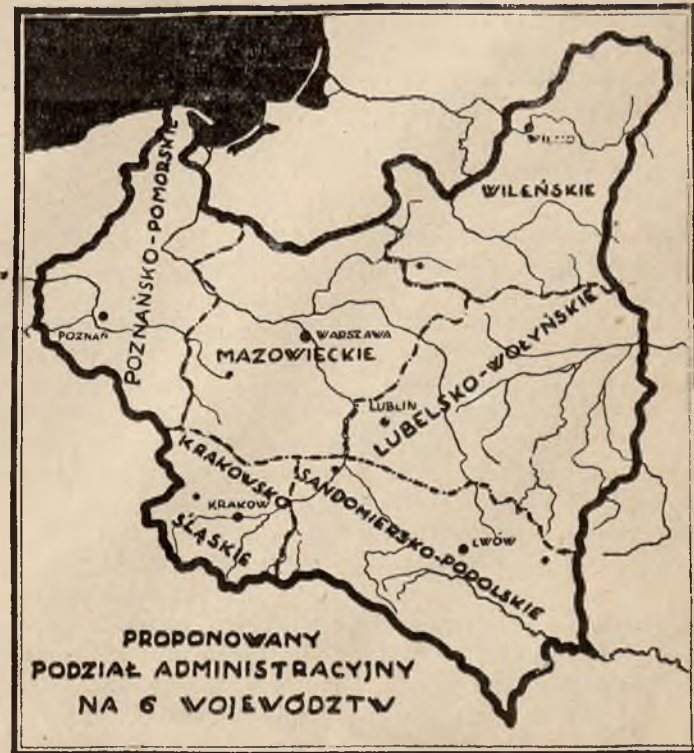 WILNO
WILEŃSKIE
POZNAŃSKO-POMORSKIE
POZNAŃ
WARSZAWA
MAZOWIECKIE
LUBELSKO-WOŁYŃSKIE
LUBLIN
KRAKOWSKO
ŚLĄSKIE
KRAKOW
SANDOMIERSKO-PODOLSKIE
LWÓW
PROPONOWANY
PODZIAŁ ADMINISTRACYJNY
NA 6 WOJEWÓDZTW